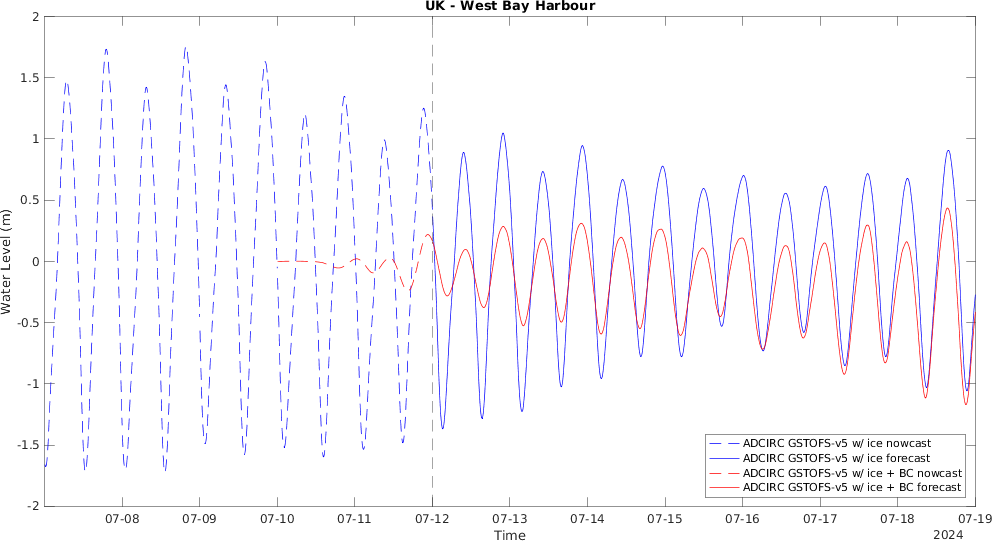 UK - West Bay Harbour
2
1.5
1
0.5
0
-0.5
-1
-1.5
-2
Water Level (m)
ADCIRC GSTOFS-v5 w/ ice nowcast
ADCIRC GSTOFS-v5 w/ ice forecast
ADCIRC GSTOFS-v5 w/ ice + BC nowcast
ADCIRC GSTOFS-v5 w/ ice + BC forecast
07-08 07-09 07-10 07-11 07-12 07-13 07-14 07-15 07-16 07-17 07-18 07-19
Time
2024